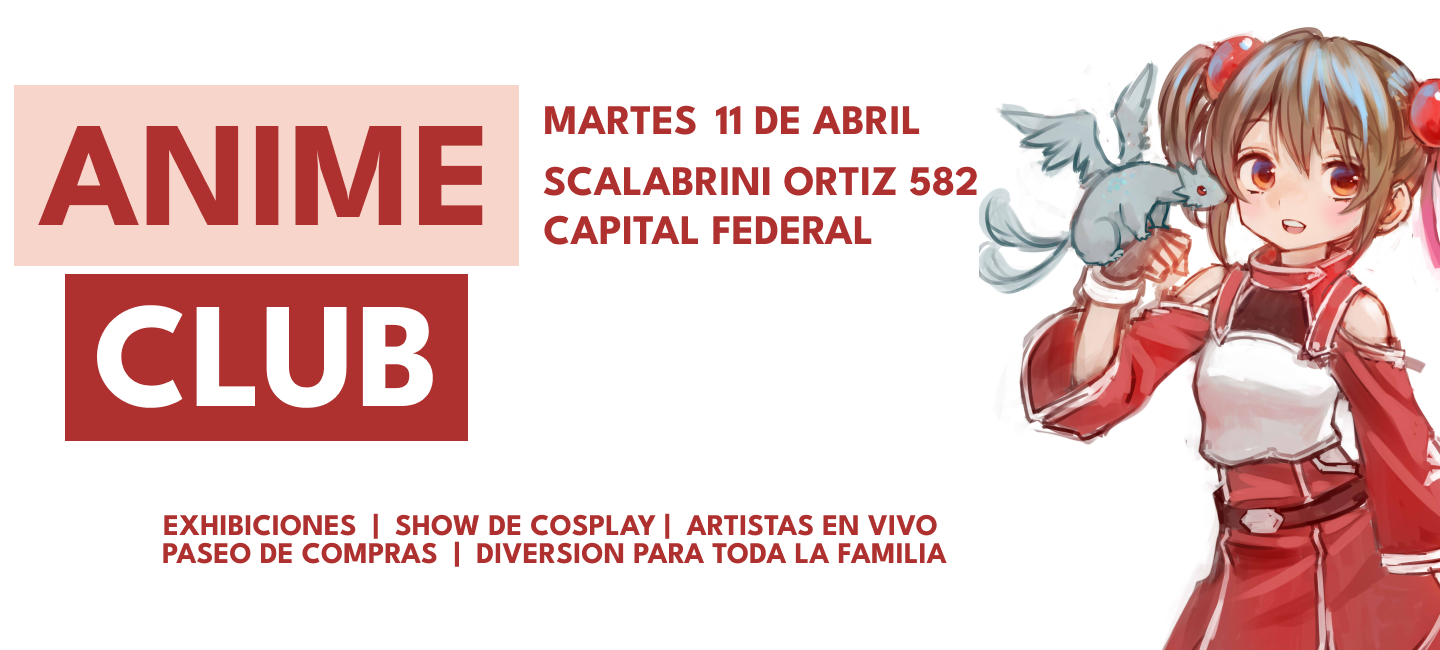 ANIME
CLUB
MARTES 11 DE ABRIL
SCALABRINI ORTIZ 582
CAPITAL FEDERAL
EXHIBICIONES | SHOW DE COSPLAY | ARTISTAS EN VIVO
PASEO DE COMPRAS | DIVERSION PARA TODA LA FAMILIA